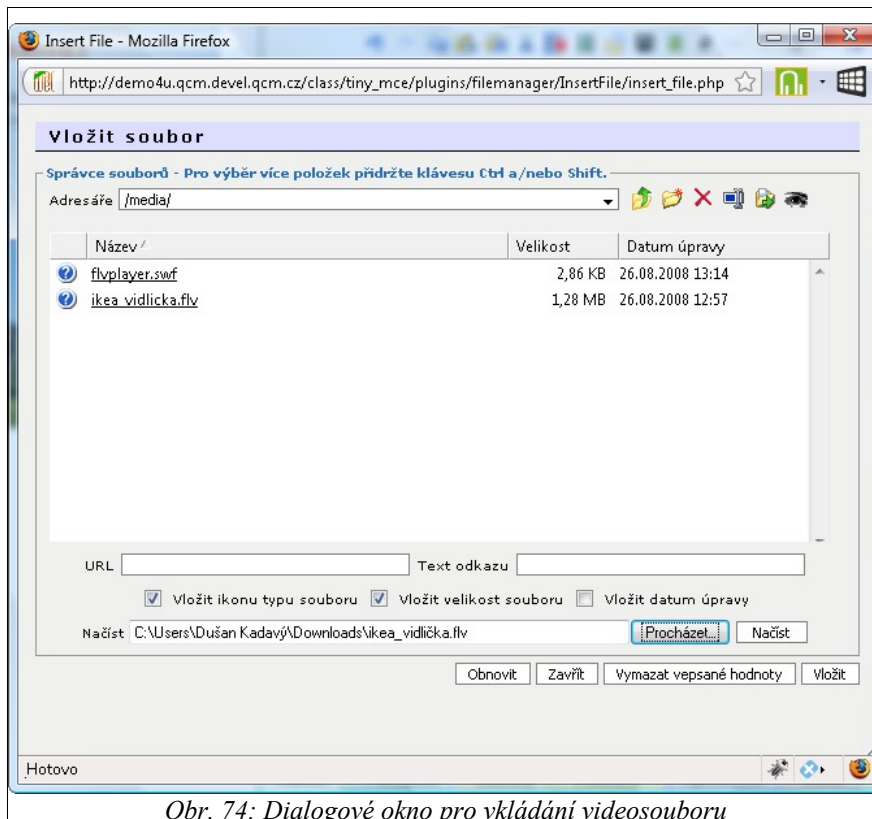 Insert File - Mozilla Firefox
http://demo4u.qcm.devel.qcm.cz/class/tiny_mce/plugins/filemanager/InsertFile/insert_file.php
Vložit soubor
Správce souborů - Pro výběr více položek přidržte klávesu Ctrl a/nebo Shift.
Adresáře /media/
Název Velikost Datum úpravy
flvplayer.swf 2,86 KB 26.08.2008 13:14
ikea_vidlicka.flv 1,28 MB 26.08.2008 12:57
URL Text odkazu
Vložit ikonu typu souboru Vložit velikost souboru Vložit datum úpravy
Načíst C:\Users\Dušan Kadavý\Downloads\ikea_vidlička.flv Procházet... Načíst
Obnovit Zavřít Vymazat vepsané hodnoty Vložit
Hotovo
Obr. 74: Dialogové okno pro vkládání videosouboru